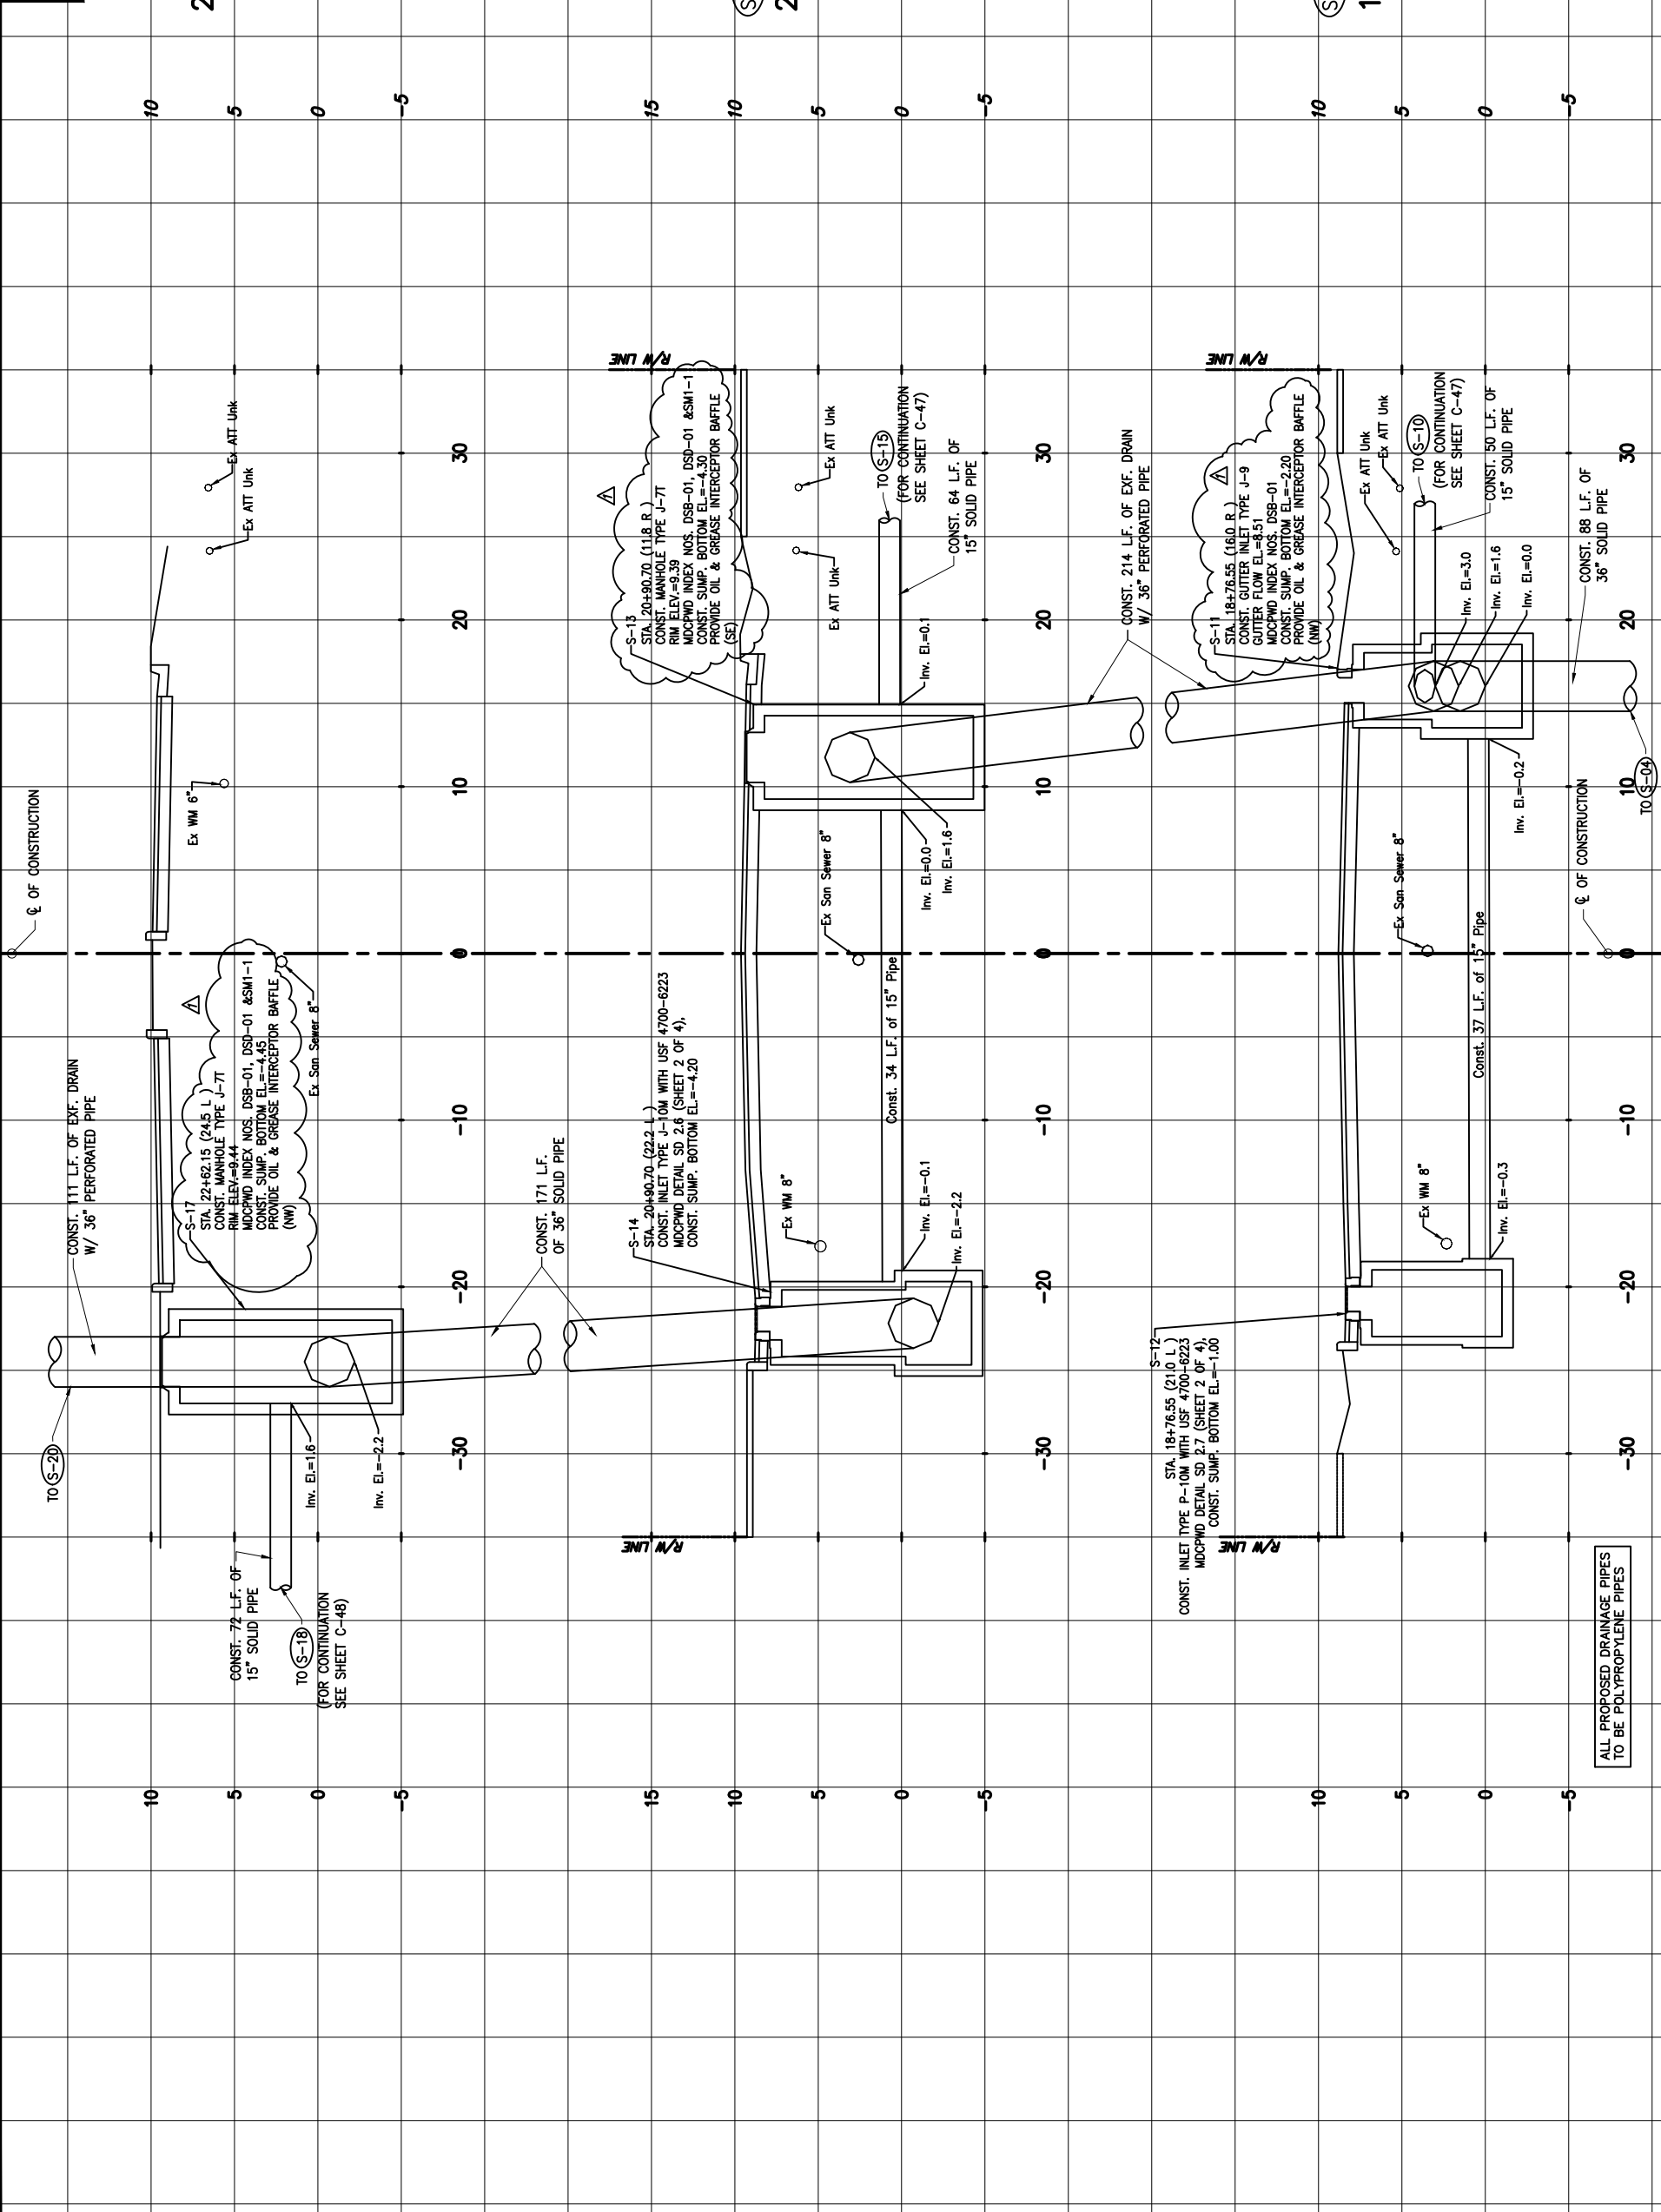 ℄ OF CONSTRUCTION
CONST. 111 L.F. OF EXF. DRAIN
W/ 36" PERFORATED PIPE
TO S-20
S-17
STA. 22+62.15 (24.5 L )
CONST. MANHOLE TYPE J-7T
RIM ELEV.=9.44
MDCPWD INDEX NOS. DSB-01, DSD-01 &SM1-1
CONST. SUMP. BOTTOM EL.=-4.45
PROVIDE OIL & GREASE INTERCEPTOR BAFFLE
(NW)
1
Ex San Sewer 8"
Ex WM 6"
Ex ATT Unk
Ex ATT Unk
Inv. El.=1.6
Inv. El.=-2.2
CONST. 72 L.F. OF
15" SOLID PIPE
TO S-18
(FOR CONTINUATION
SEE SHEET C-48)
10
5
0
-5
10
5
0
-5
-30
-20
-10
0
10
20
30
CONST. 171 L.F.
OF 36" SOLID PIPE
R/W LINE
R/W LINE
S-14
STA. 20+90.70 (22.2 L )
CONST. INLET TYPE J-10M WITH USF 4700-6223
MDCPWD DETAIL SD 2.6 (SHEET 2 OF 4),
CONST. SUMP. BOTTOM EL.=-4.20
1
S-13
STA. 20+90.70 (11.8 R )
CONST. MANHOLE TYPE J-7T
RIM ELEV.=9.39
MDCPWD INDEX NOS. DSB-01, DSD-01 &SM1-1
CONST. SUMP. BOTTOM EL.=-4.30
PROVIDE OIL & GREASE INTERCEPTOR BAFFLE
(SE)
Ex WM 8"
Ex San Sewer 8"
Ex ATT Unk
Ex ATT Unk
TO S-15
(FOR CONTINUATION
SEE SHEET C-47)
CONST. 64 L.F. OF
15" SOLID PIPE
Const. 34 L.F. of 15" Pipe
Inv. El.=-0.1
Inv. El.=-2.2
Inv. El.=0.0
Inv. El.=1.6
Inv. El.=0.1
15
10
5
0
-5
15
10
5
0
-5
-30
-20
-10
0
10
20
30
CONST. 214 L.F. OF EXF. DRAIN
W/ 36" PERFORATED PIPE
R/W LINE
R/W LINE
S-12
STA. 18+76.55 (21.0 L )
CONST. INLET TYPE P-10M WITH USF 4700-6223
MDCPWD DETAIL SD 2.7 (SHEET 2 OF 4),
CONST. SUMP. BOTTOM EL.=-1.00
1
S-11
STA. 18+76.55 (16.0 R )
CONST. GUTTER INLET TYPE J-9
GUTTER FLOW EL.=8.51
MDCPWD INDEX NOS. DSB-01
CONST. SUMP. BOTTOM EL.=-2.20
PROVIDE OIL & GREASE INTERCEPTOR BAFFLE
(NW)
Ex WM 8"
Ex San Sewer 8"
Ex ATT Unk
Ex ATT Unk
TO S-10
(FOR CONTINUATION
SEE SHEET C-47)
CONST. 50 L.F. OF
15" SOLID PIPE
Const. 37 L.F. of 15" Pipe
Inv. El.=-0.3
Inv. El.=-0.2
Inv. El.=3.0
Inv. El.=1.6
Inv. El.=0.0
CONST. 88 L.F. OF
36" SOLID PIPE
℄ OF CONSTRUCTION
TO S-04
10
5
0
-5
10
5
0
-5
-30
-20
-10
0
10
20
30
ALL PROPOSED DRAINAGE PIPES
TO BE POLYPROPYLENE PIPES